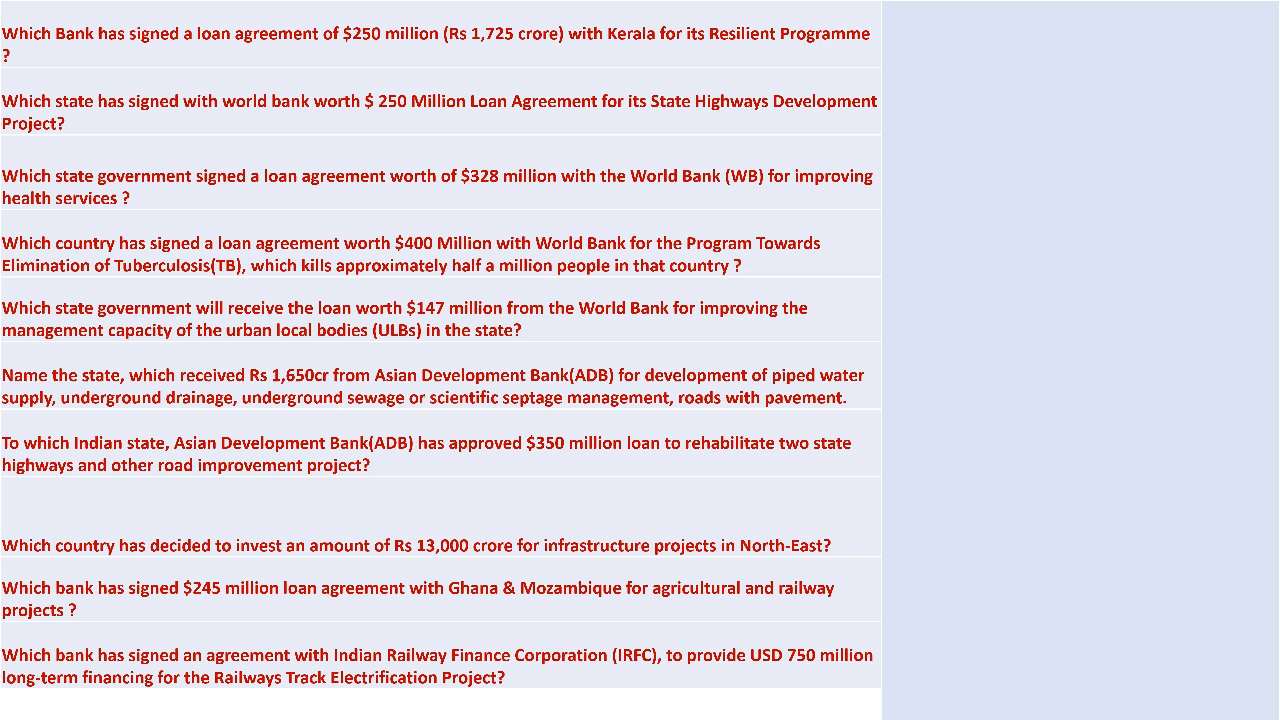 Which Bank has signed a loan agreement of $250 million (Rs 1,725 crore) with Kerala for its Resilient Programme
?
Which state has signed with world bank worth $ 250 Million Loan Agreement for its State Highways Development
Project?
Which state government signed a loan agreement worth of $328 million with the World Bank (WB) for improving
health services ?
Which country has signed a loan agreement worth $400 Million with World Bank for the Program Towards
Elimination of Tuberculosis(TB), which kills approximately half a million people in that country ?
Which state government will receive the loan worth $147 million from the World Bank for improving the
management capacity of the urban local bodies (ULBs) in the state?
Name the state, which received Rs 1,650cr from Asian Development Bank(ADB) for development of piped water
supply, underground drainage, underground sewage or scientific septage management, roads with pavement.
To which Indian state, Asian Development Bank(ADB) has approved $350 million loan to rehabilitate two state
highways and other road improvement project?
Which country has decided to invest an amount of Rs 13,000 crore for infrastructure projects in North-East?
Which bank has signed $245 million loan agreement with Ghana & Mozambique for agricultural and railway
projects ?
Which bank has signed an agreement with Indian Railway Finance Corporation (IRFC), to provide USD 750 million
long-term financing for the Railways Track Electrification Project?